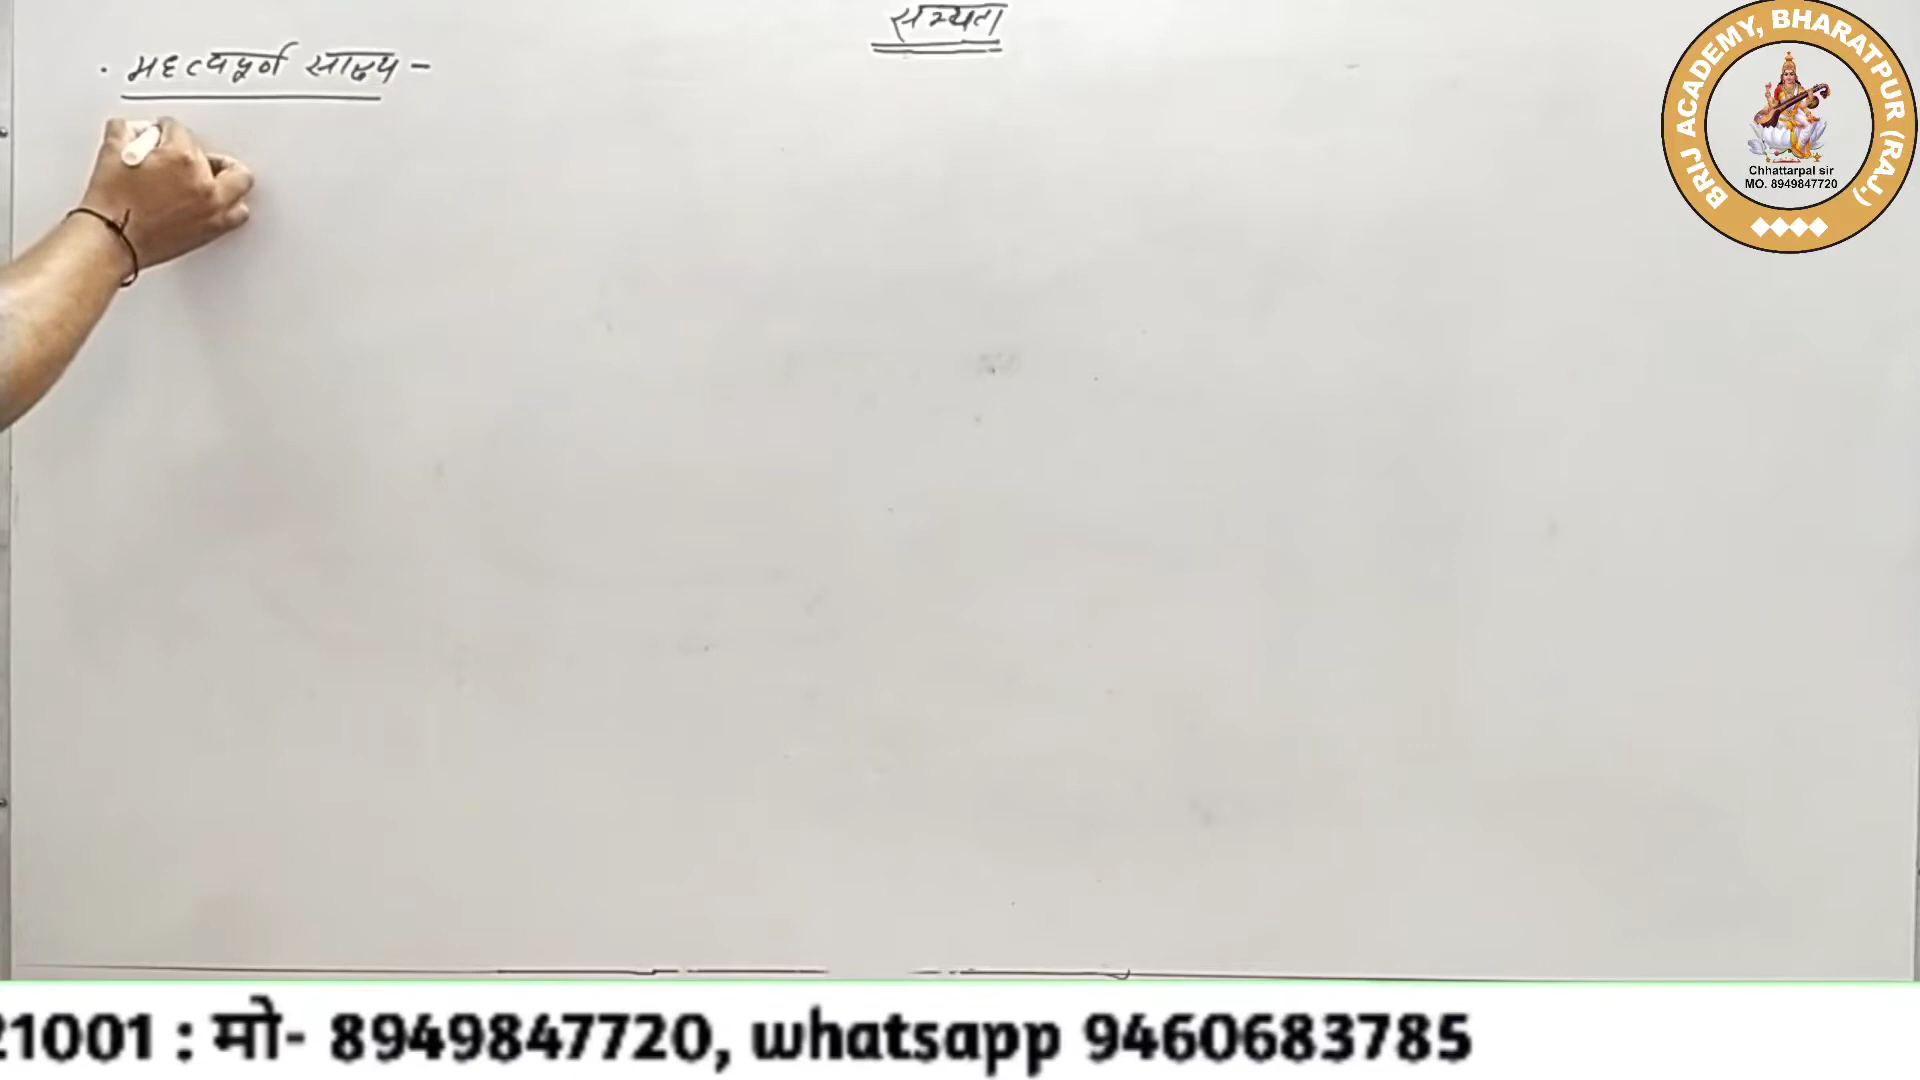 सभ्यता
. महत्वपूर्ण साक्ष्य -
BRIJ ACADEMY, BHARATPUR (RAJ.)
Chhattarpal sir
MO. 8949847720
21001 : मो- 8949847720, whatsapp 9460683785